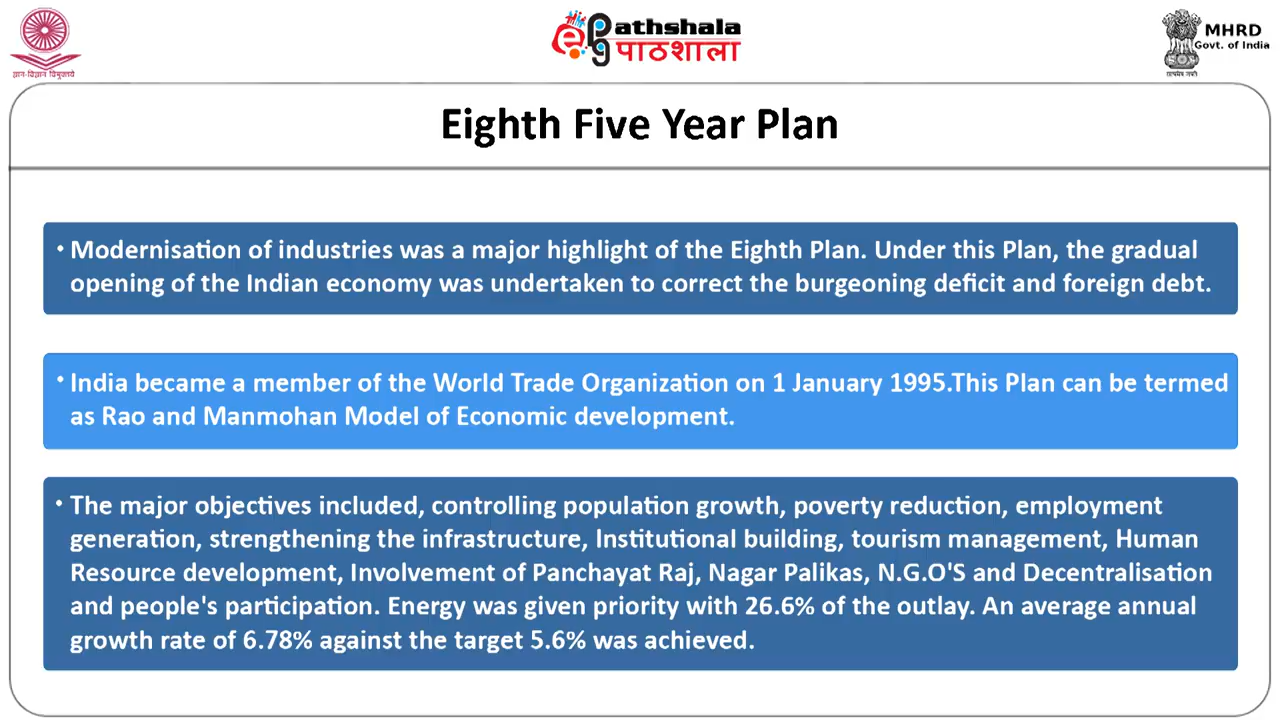 ज्ञान-विज्ञान विमुक्तये
ePg Pathshala
पाठशाला
MHRD
Govt. of India
सत्यमेव जयते
Eighth Five Year Plan
• Modernisation of industries was a major highlight of the Eighth Plan. Under this Plan, the gradual
opening of the Indian economy was undertaken to correct the burgeoning deficit and foreign debt.
• India became a member of the World Trade Organization on 1 January 1995.This Plan can be termed
as Rao and Manmohan Model of Economic development.
• The major objectives included, controlling population growth, poverty reduction, employment
generation, strengthening the infrastructure, Institutional building, tourism management, Human
Resource development, Involvement of Panchayat Raj, Nagar Palikas, N.G.O'S and Decentralisation
and people's participation. Energy was given priority with 26.6% of the outlay. An average annual
growth rate of 6.78% against the target 5.6% was achieved.